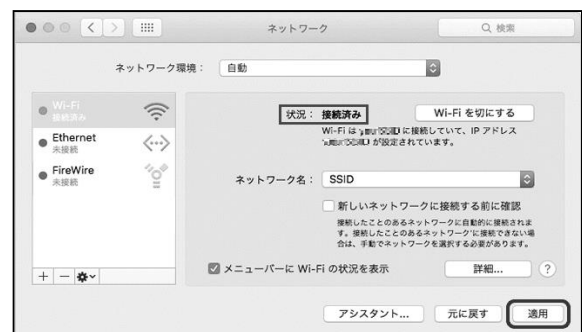 ネットワーク
検索
ネットワーク環境： 自動
Wi-Fi
接続済み
Ethernet
未接続
FireWire
未接続
状況： 接続済み
Wi-Fi を切にする
Wi-Fi は に接続していて、IP アドレス
が設定されています。
ネットワーク名： SSID
新しいネットワークに接続する前に確認
接続したことのあるネットワークに自動的に接続されま
す。接続したことのあるネットワークに接続できない場
合は、手動でネットワークを選択する必要があります。
メニューバーに Wi-Fi の状況を表示
詳細...
?
アシスタント...
元に戻す
適用